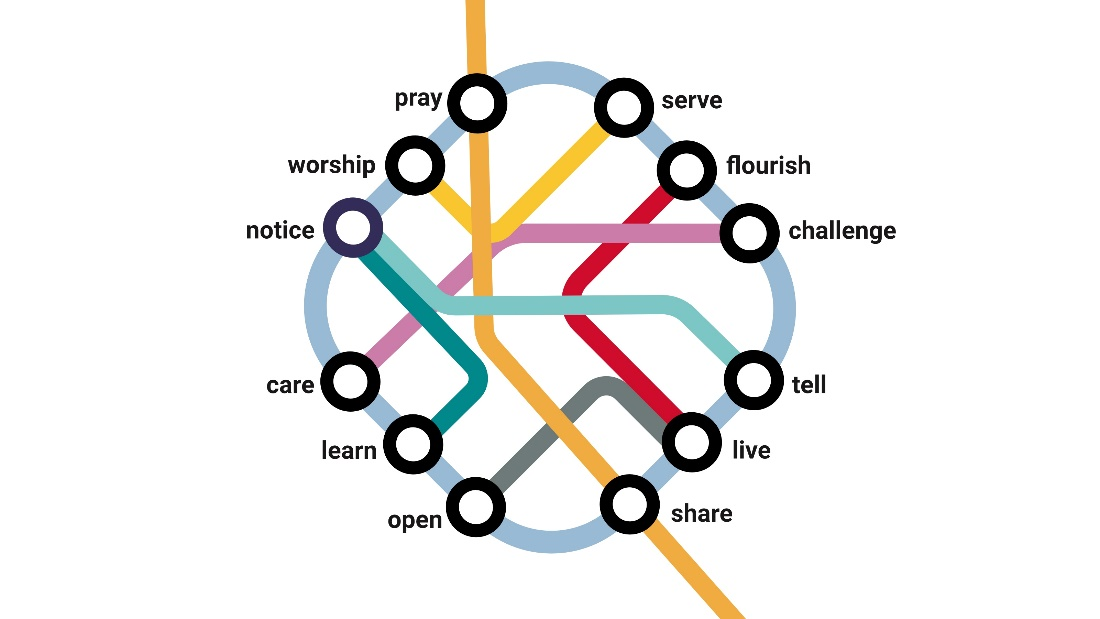 pray
serve
worship
flourish
notice
challenge
care
tell
learn
live
open
share